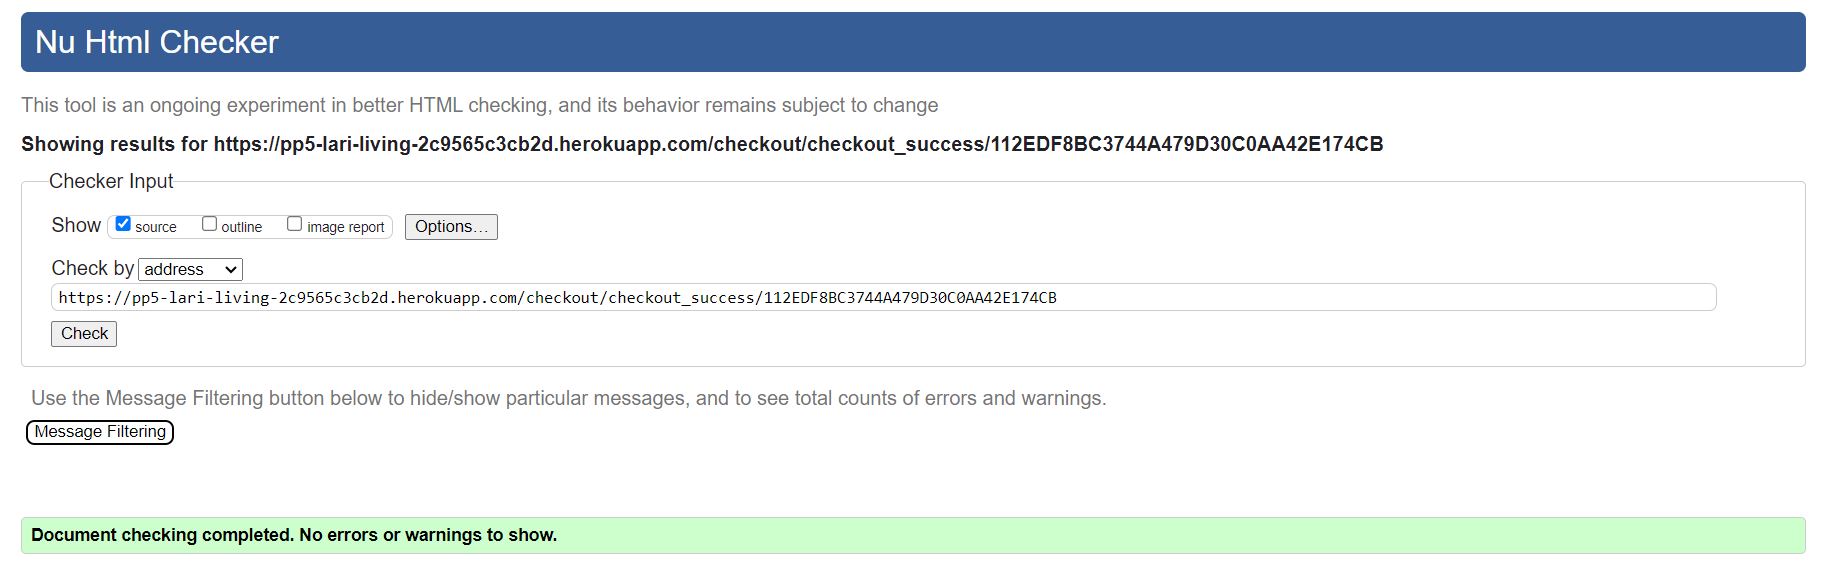 Nu Html Checker
This tool is an ongoing experiment in better HTML checking, and its behavior remains subject to change
Showing results for https://pp5-lari-living-2c9565c3cb2d.herokuapp.com/checkout/checkout_success/112EDF8BC3744A479D30C0AA42E174CB
Checker Input
Show source outline image report Options...
Check by address
https://pp5-lari-living-2c9565c3cb2d.herokuapp.com/checkout/checkout_success/112EDF8BC3744A479D30C0AA42E174CB
Check
Use the Message Filtering button below to hide/show particular messages, and to see total counts of errors and warnings.
Message Filtering
Document checking completed. No errors or warnings to show.